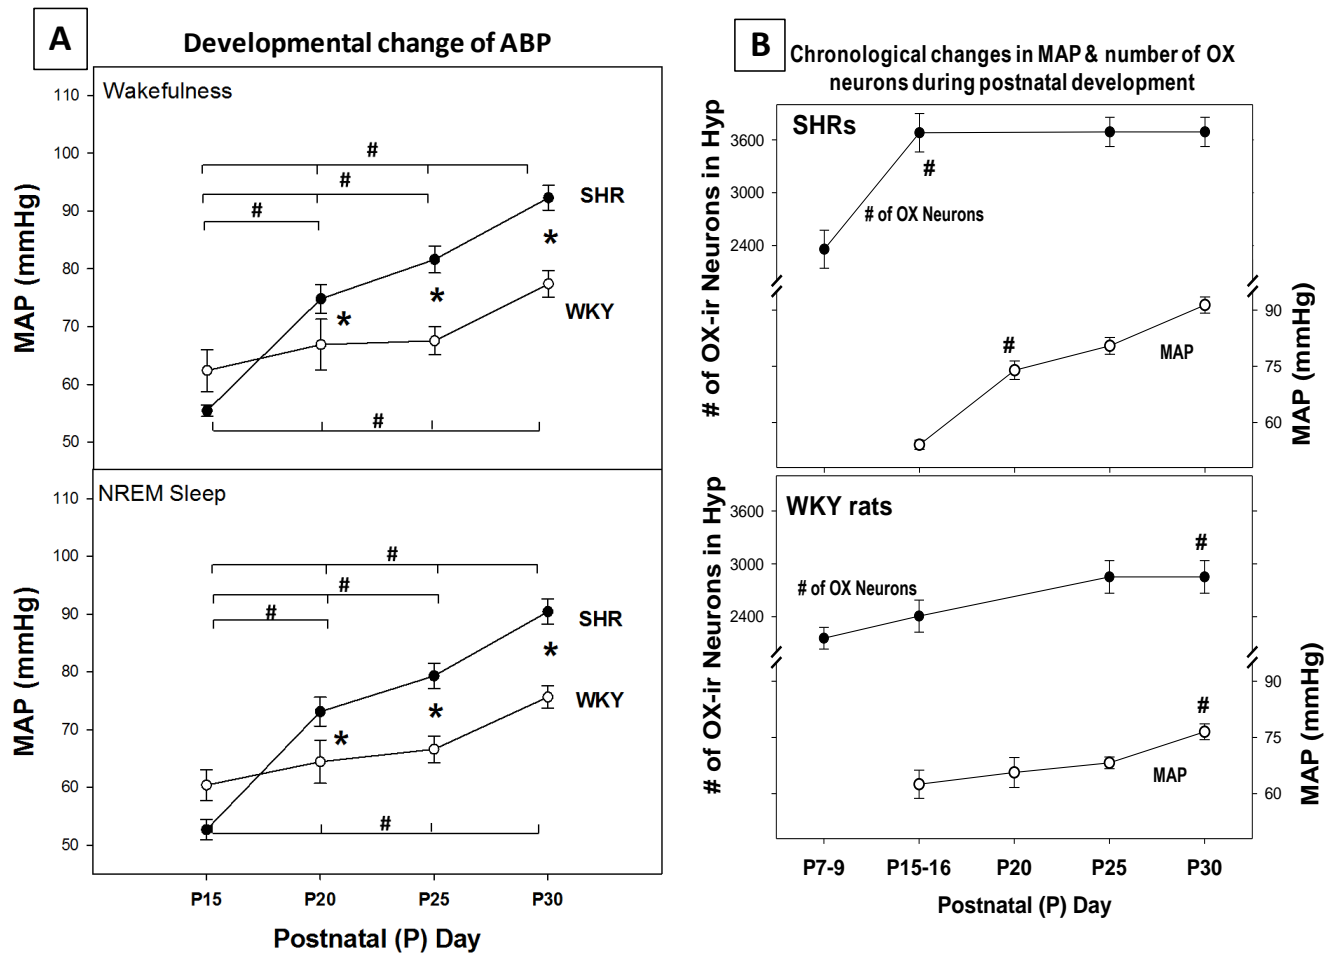 A
Developmental change of ABP
Wakefulness
110
100
90
80
70
60
50
MAP (mmHg)
#
#
#
SHR
*
*
*
WKY
#
NREM Sleep
110
100
90
80
70
60
50
MAP (mmHg)
#
#
#
SHR
*
*
*
WKY
#
P15
P20
P25
P30
Postnatal (P) Day
B
Chronological changes in MAP & number of OX
neurons during postnatal development
SHRs
3600
3000
2400
# of OX-ir Neurons in Hyp
#
# of OX Neurons
#
MAP
90
75
60
MAP (mmHg)
WKY rats
3600
3000
2400
# of OX-ir Neurons in Hyp
#
# of OX Neurons
#
MAP
90
75
60
MAP (mmHg)
P7-9
P15-16
P20
P25
P30
Postnatal (P) Day